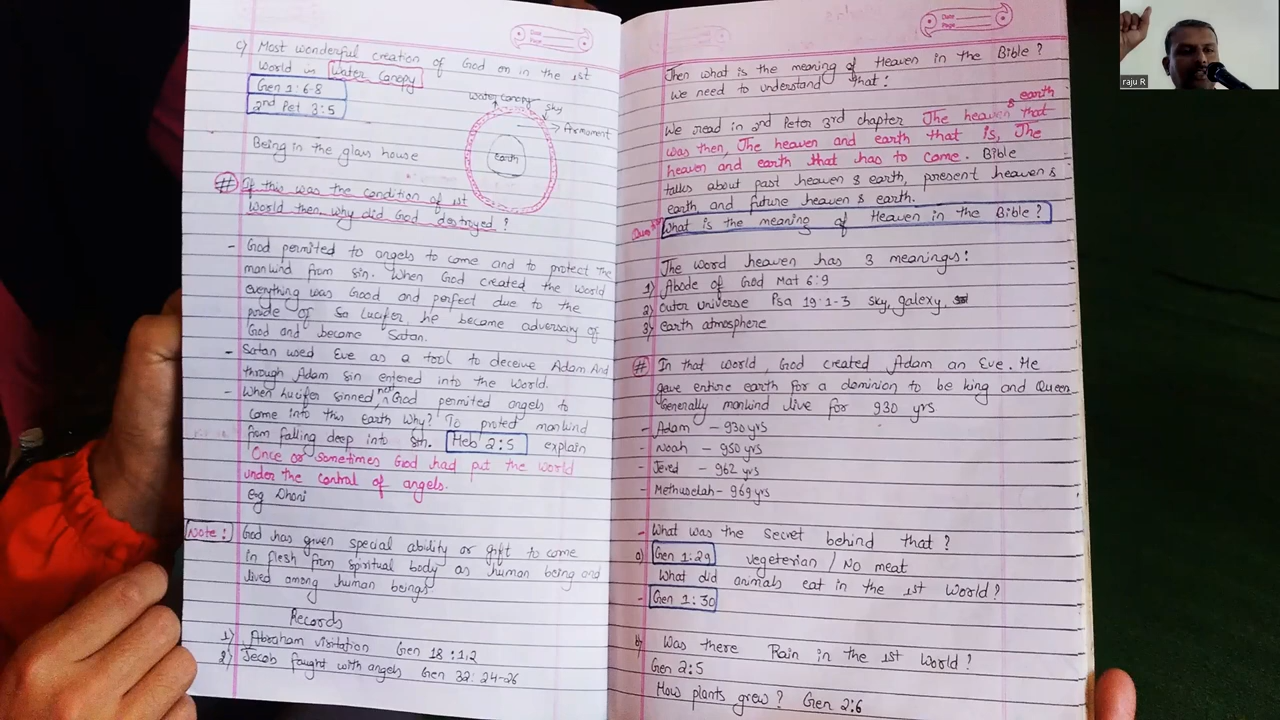 Date
Page
c) Most wonderful creation of God on in the 1st
World in Water Canopy
Gen 1:6-8
2nd Pet 3:5
Water canopy
sky
Airmoment
Earth
Being in the glass house
# If this was the condition of 1st
World then, why did God destroyed?
- God permited to angels to come and to protect the
mankind from sin. When God created the World
everything was Good and perfect due to the
pride of so Lucifer, he became adversary of
God and became Satan.
- Satan used Eve as a tool to deceive Adam And
through Adam Sin entered into the World.
- When Lucifer sinned, not God permited angels to
come into this Earth Why? To proted mankind
from falling deep into Sin. Heb 2:5 explain
Once or sometimes God had put the world
under the control of angels.
Eg Dhoni
Note: God has given special ability or gift to come
in flesh from spiritual body as human being and
lived among human beings
Records
1) Abraham visitation Gen 18:1,2
2) Jecob fought with angels Gen 32:24-26
Date
Page
Then what is the meaning of Heaven in the Bible?
We need to understand that:
We read in 2nd Peter 3rd chapter The heaven & earth that
was then, The heaven and earth that is, The
heaven and earth that has to come. Bible
talks about past heaven & earth, present heaven &
earth and future heaven & earth.
What is the meaning of Heaven in the Bible?
The word heaven has 3 meanings:
1) Abode of God Mat 6:9
2) outer universe Psa 19:1-3 sky, galexy,
3) earth atmosphere
# In that world, God created Adam an Eve. He
gave entire earth for a dominion to be king and Queen
Generally mankind live for 930 yrs
- Adam - 930 yrs
- Noah - 950 yrs
- Jered - 962 yrs
- Methuselah - 969 yrs
- What was the secret behind that?
a) Gen 1:29 vegeterian / No meat
What did animals eat in the 1st World?
- Gen 1:30
b) Was there Rain in the 1st World?
Gen 2:5
How plants grew? Gen 2:6
raju R